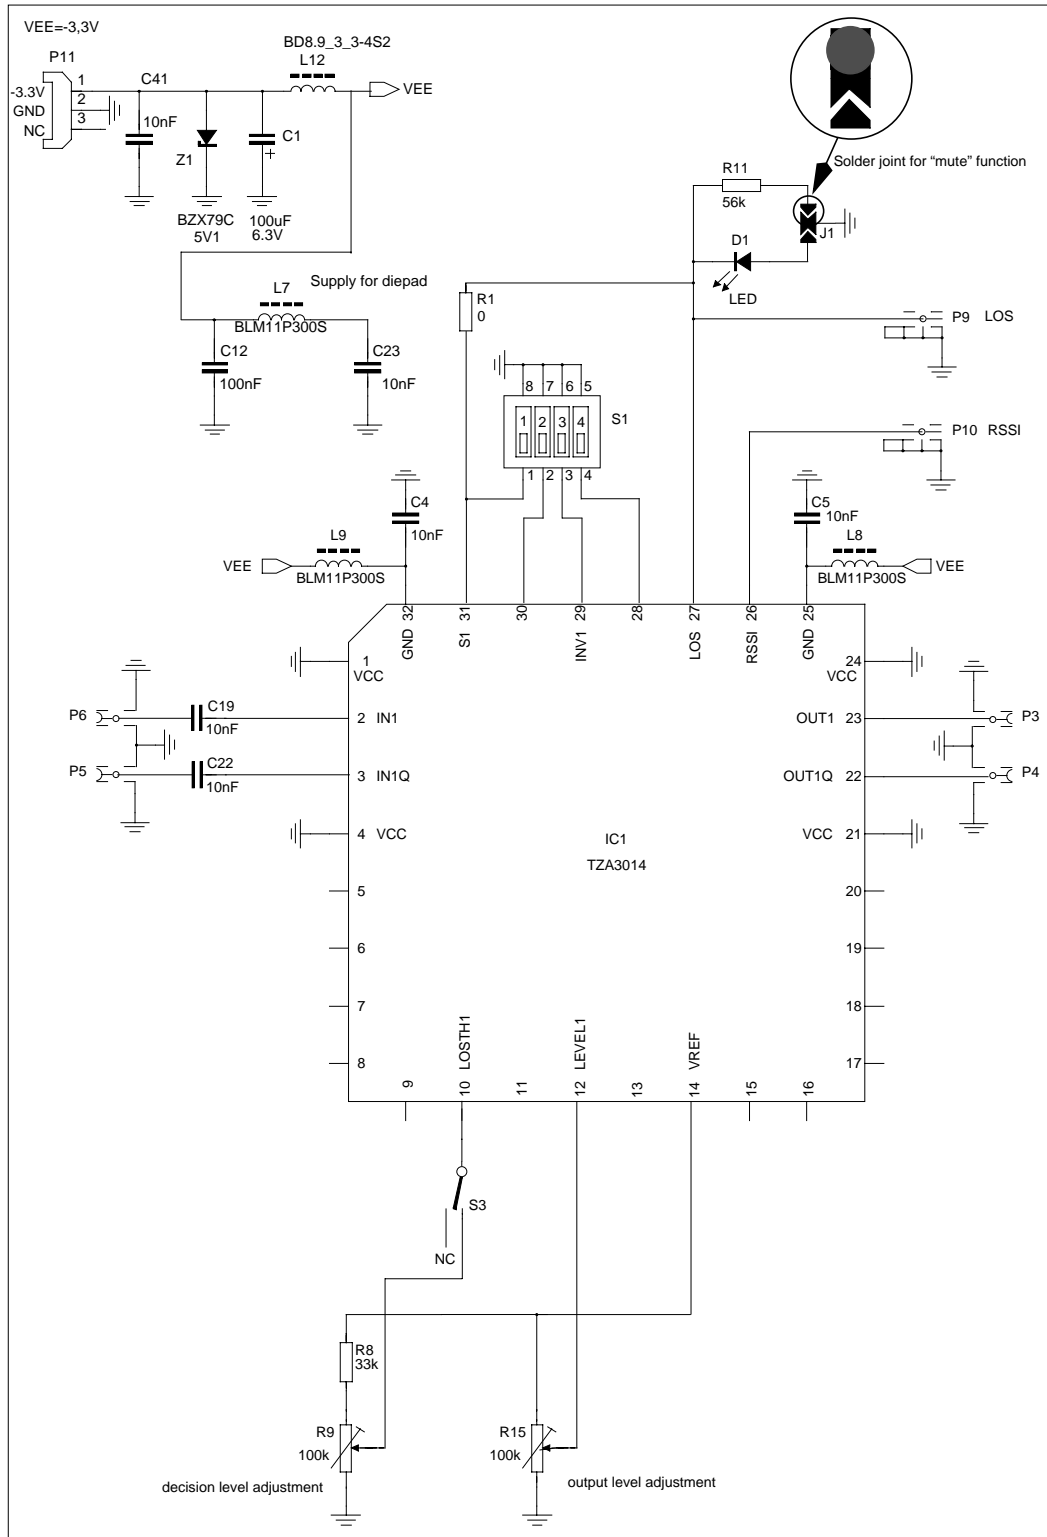 VEE=-3,3V
P11
-3.3V
GND
NC
1
2
3
C41
10nF
Z1
BZX79C
5V1
C1
+
100uF
6.3V
BD8.9_3_3-4S2
L12
VEE
Supply for diepad
L7
BLM11P300S
C12
100nF
C23
10nF
Solder joint for “mute” function
R11
56k
J1
D1
LED
R1
0
P9 LOS
P10 RSSI
8 7 6 5
1 2 3 4
S1
1 2 3 4
C4
10nF
L9
BLM11P300S
VEE
C5
10nF
L8
BLM11P300S
VEE
GND 32
S1 31
30
INV1 29
28
LOS 27
RSSI 26
GND 25
1
VCC
24
VCC
P6
C19
10nF
2 IN1
OUT1 23
P3
P5
C22
10nF
3 IN1Q
OUT1Q 22
P4
4 VCC
VCC 21
IC1
TZA3014
5
20
6
19
7
18
8
17
9
10 LOSTH1
11
12 LEVEL1
13
14 VREF
15
16
S3
NC
R8
33k
R9
100k
decision level adjustment
R15
100k
output level adjustment